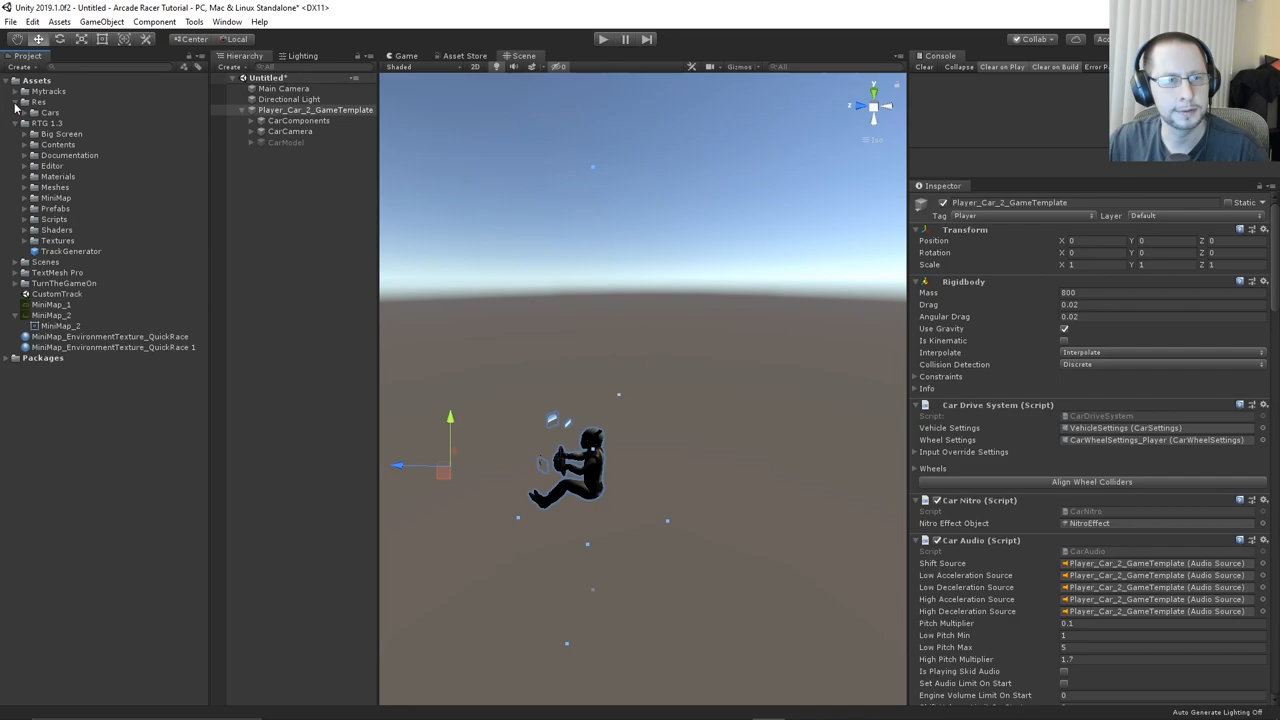 Unity 2019.1.0f2 - Untitled - Arcade Racer Tutorial - PC, Mac & Linux Standalone* <DX11>
File Edit Assets GameObject Component Tools Window Help
Center Local Collab
Project
Create
Assets
Mytracks
Res
Cars
RTG 1.3
Big Screen
Contents
Documentation
Editor
Materials
Meshes
MiniMap
Prefabs
Scripts
Shaders
Textures
TrackGenerator
Scenes
TextMesh Pro
TurnTheGameOn
CustomTrack
MiniMap_1
MiniMap_2
MiniMap_2
MiniMap_EnvironmentTexture_QuickRace
MiniMap_EnvironmentTexture_QuickRace 1
Packages
Hierarchy Lighting
Create All
Untitled*
Main Camera
Directional Light
Player_Car_2_GameTemplate
CarComponents
CarCamera
CarModel
Game Asset Store Scene
Shaded 2D 0 Gizmos All
y
z
Iso
Console
Clear Collapse Clear on Play Clear on Build Error
Inspector
Player_Car_2_GameTemplate Static
Tag Player Layer Default
Transform
Position X 0 Y 0 Z 0
Rotation X 0 Y 0 Z 0
Scale X 1 Y 1 Z 1
Rigidbody
Mass 800
Drag 0.02
Angular Drag 0.02
Use Gravity
Is Kinematic
Interpolate Interpolate
Collision Detection Discrete
Constraints
Info
Car Drive System (Script)
Script: CarDriveSystem
Vehicle Settings VehicleSettings (CarSettings)
Wheel Settings CarWheelSettings_Player (CarWheelSettings)
Input Override Settings
Wheels
Align Wheel Colliders
Car Nitro (Script)
Script CarNitro
Nitro Effect Object NitroEffect
Car Audio (Script)
Script CarAudio
Shift Source Player_Car_2_GameTemplate (Audio Source)
Low Acceleration Source Player_Car_2_GameTemplate (Audio Source)
Low Deceleration Source Player_Car_2_GameTemplate (Audio Source)
High Acceleration Source Player_Car_2_GameTemplate (Audio Source)
High Deceleration Source Player_Car_2_GameTemplate (Audio Source)
Pitch Multiplier 0.1
Low Pitch Min 1
Low Pitch Max 5
High Pitch Multiplier 1.7
Is Playing Skid Audio
Set Audio Limit On Start
Engine Volume Limit On Start 0
Auto Generate Lighting Off